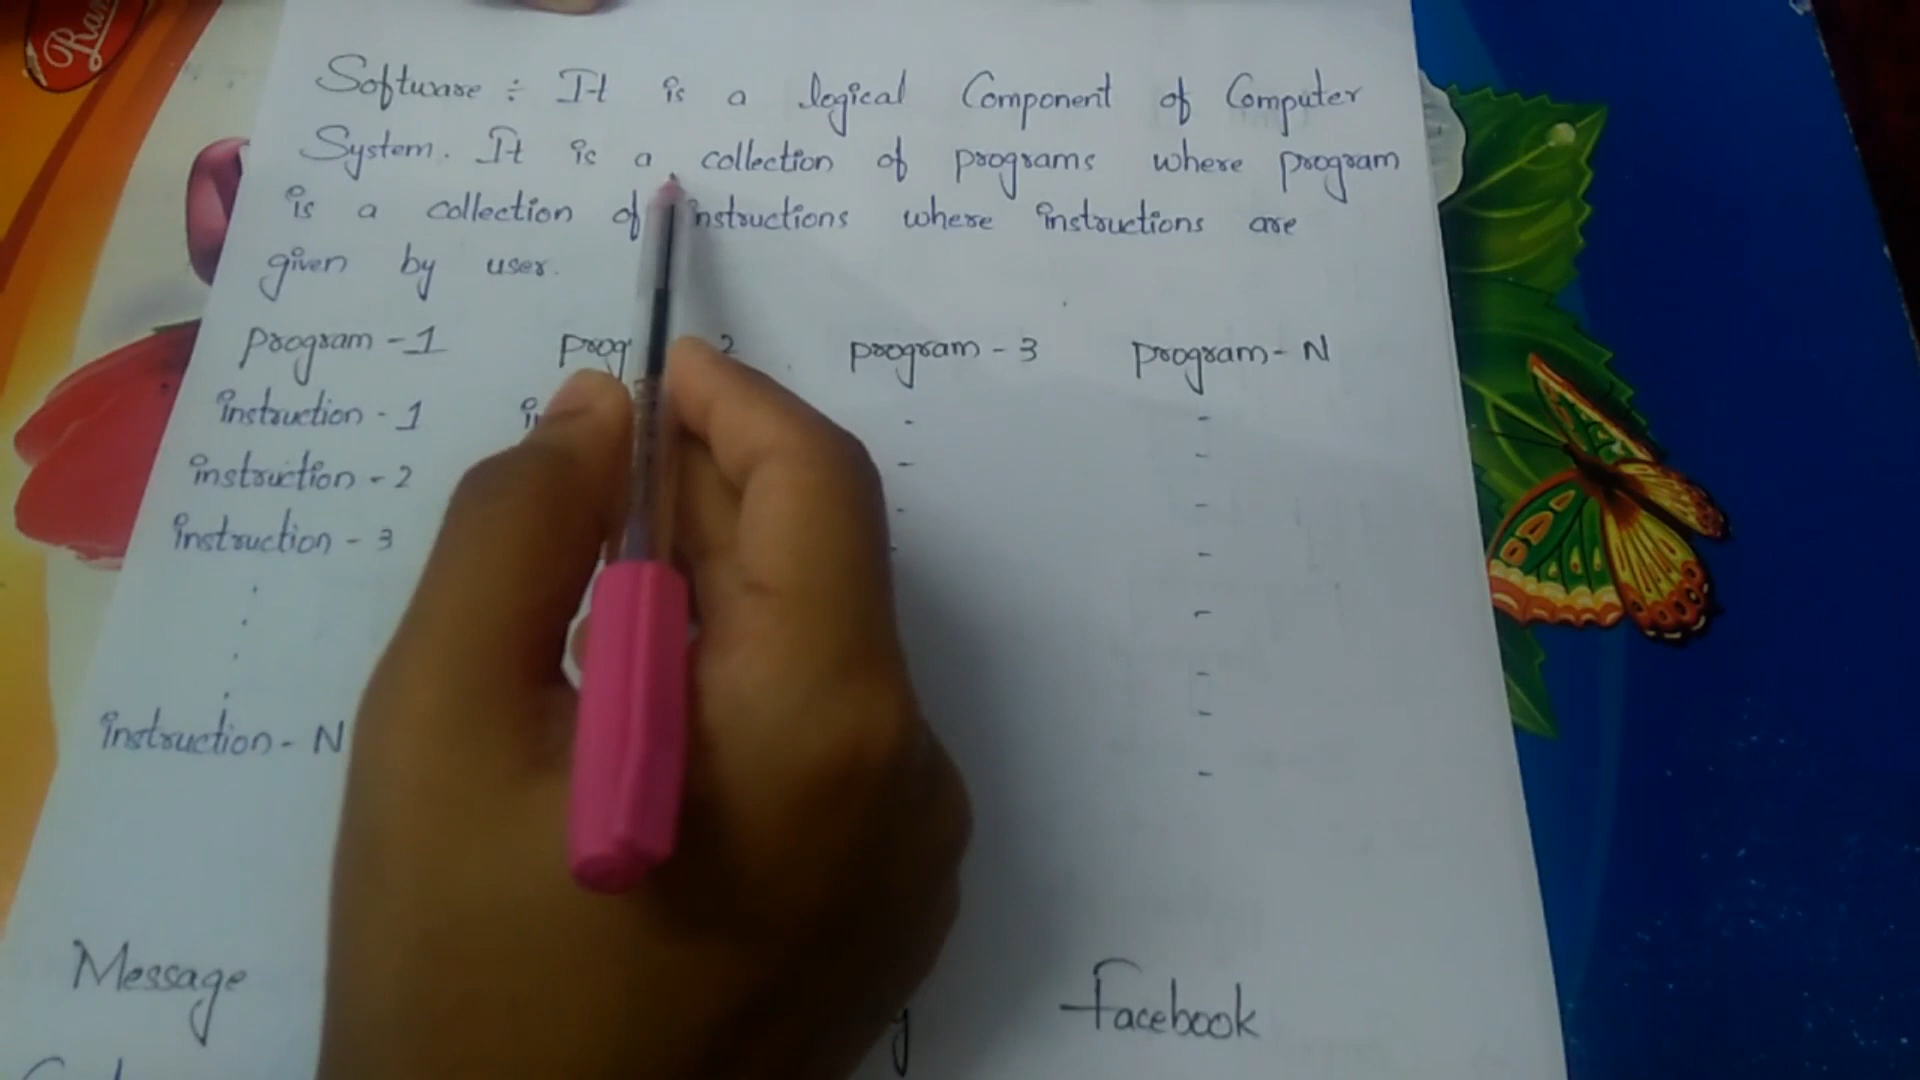 Software ÷ It is a logical Component of Computer
System. It is a collection of programs where program
is a collection of instructions where instructions are
given by user.
program - 1 2 program - 3 program - N
instruction - 1
instruction - 2
instruction - 3
instruction - N
Message Facebook